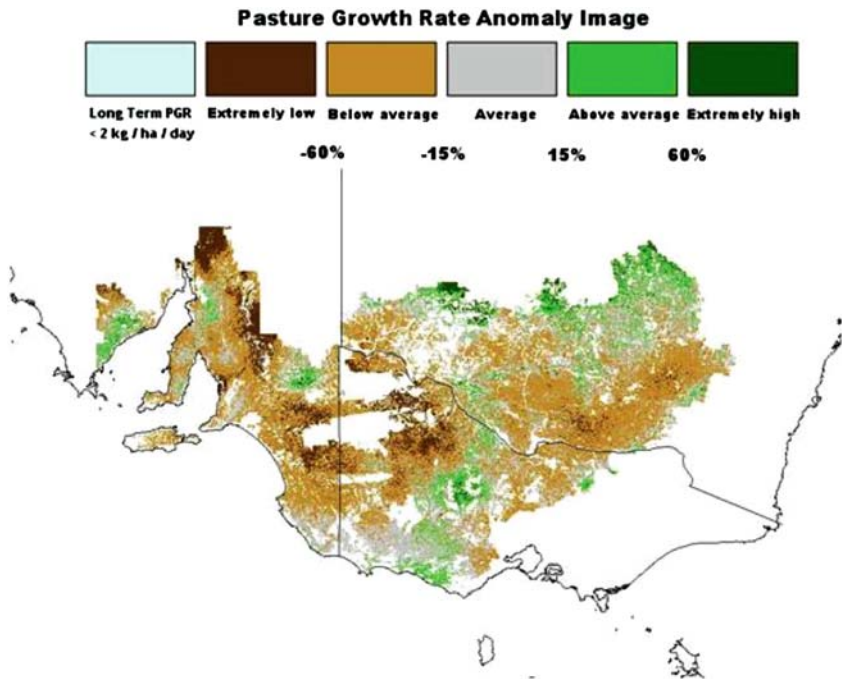 Pasture Growth Rate Anomaly Image
Long Term PGR Extremely low Below average Average Above average Extremely high
< 2 kg / ha / day
-60% -15% 15% 60%